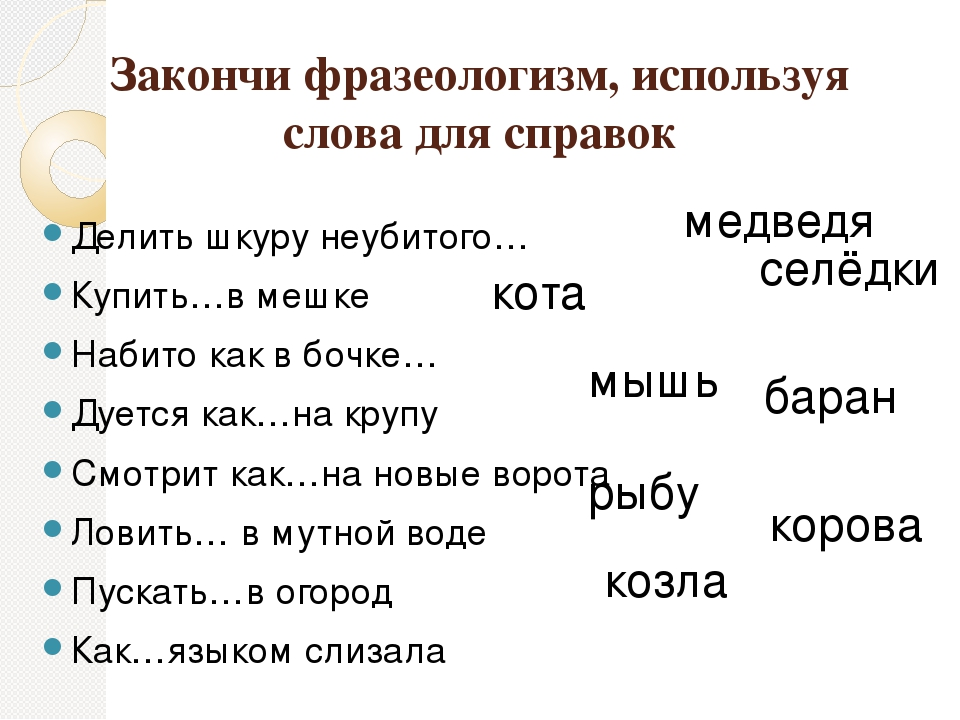 Закончи фразеологизм, используя
слова для справок
Делить шкуру неубитого…
Купить…в мешке
Набито как в бочке…
Дуется как…на крупу
Смотрит как…на новые ворота
Ловить… в мутной воде
Пускать…в огород
Как…языком слизала
медведя
селёдки
кота
мышь
баран
рыбу
корова
козла